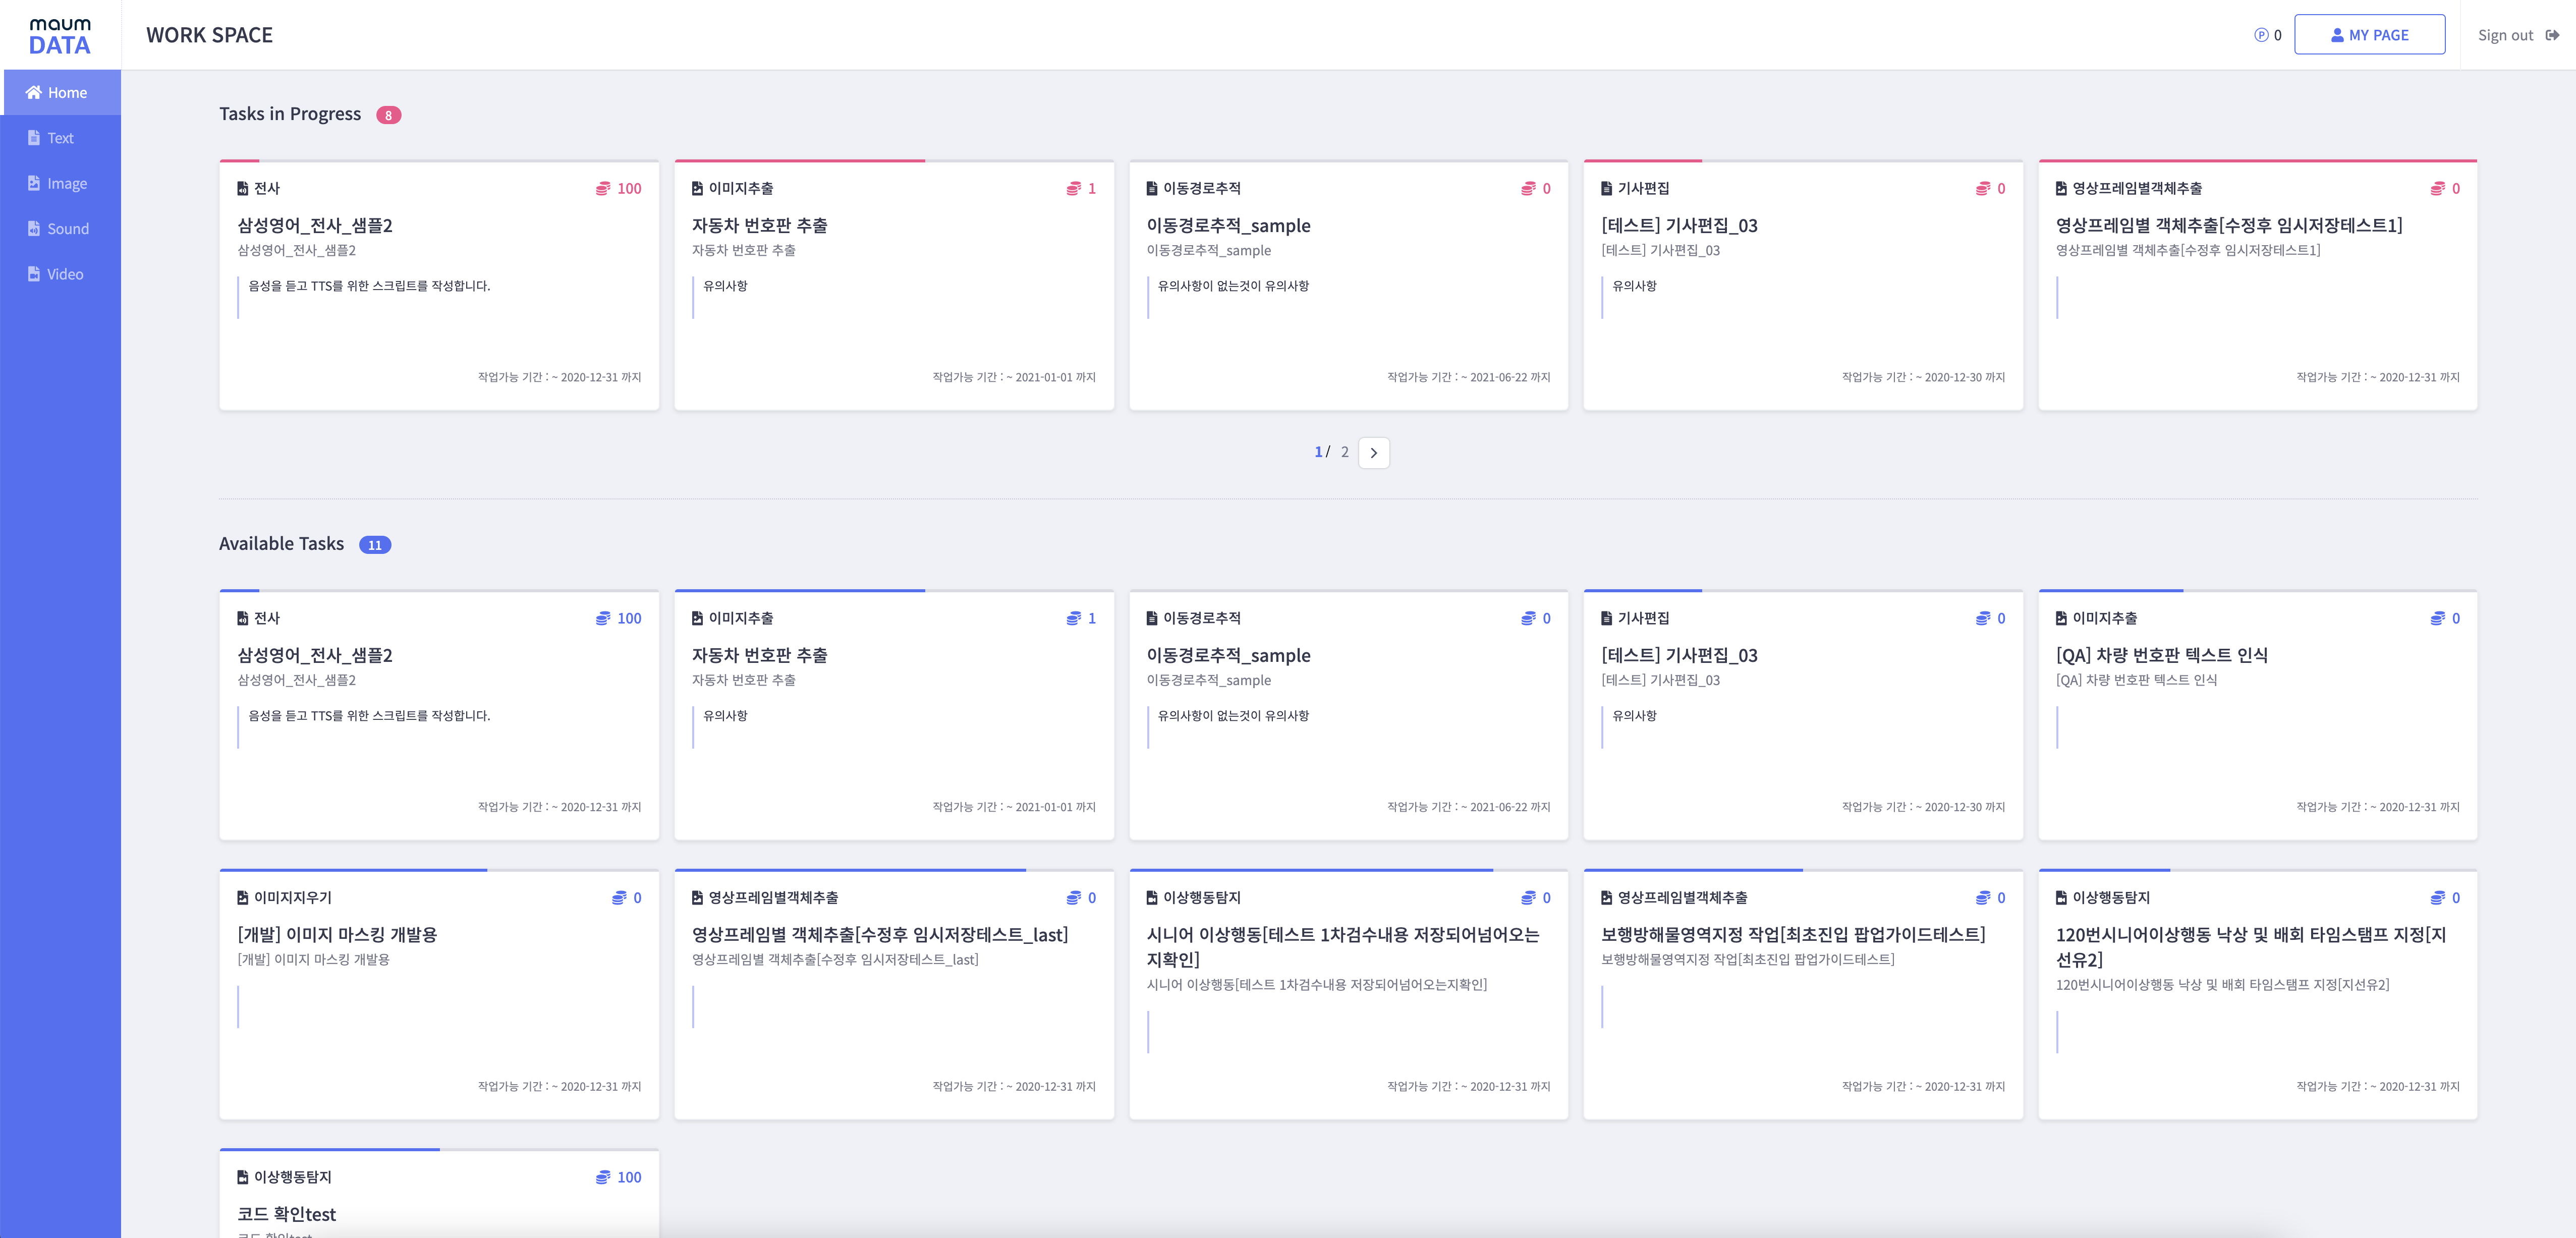 maum
DATA
WORK SPACE
0
MY PAGE
Sign out
Home
Text
Image
Sound
Video
Tasks in Progress 8
전사 100
삼성영어_전사_샘플2
삼성영어_전사_샘플2
음성을 듣고 TTS를 위한 스크립트를 작성합니다.
작업가능 기간 : ~ 2020-12-31 까지
이미지추출 1
자동차 번호판 추출
자동차 번호판 추출
유의사항
작업가능 기간 : ~ 2021-01-01 까지
이동경로추적 0
이동경로추적_sample
이동경로추적_sample
유의사항이 없는것이 유의사항
작업가능 기간 : ~ 2021-06-22 까지
기사편집 0
[테스트] 기사편집_03
[테스트] 기사편집_03
유의사항
작업가능 기간 : ~ 2020-12-30 까지
영상프레임별객체추출 0
영상프레임별 객체추출[수정후 임시저장테스트1]
영상프레임별 객체추출[수정후 임시저장테스트1]
작업가능 기간 : ~ 2020-12-31 까지
1 / 2
Available Tasks 11
전사 100
삼성영어_전사_샘플2
삼성영어_전사_샘플2
음성을 듣고 TTS를 위한 스크립트를 작성합니다.
작업가능 기간 : ~ 2020-12-31 까지
이미지추출 1
자동차 번호판 추출
자동차 번호판 추출
유의사항
작업가능 기간 : ~ 2021-01-01 까지
이동경로추적 0
이동경로추적_sample
이동경로추적_sample
유의사항이 없는것이 유의사항
작업가능 기간 : ~ 2021-06-22 까지
기사편집 0
[테스트] 기사편집_03
[테스트] 기사편집_03
유의사항
작업가능 기간 : ~ 2020-12-30 까지
이미지추출 0
[QA] 차량 번호판 텍스트 인식
[QA] 차량 번호판 텍스트 인식
작업가능 기간 : ~ 2020-12-31 까지
이미지지우기 0
[개발] 이미지 마스킹 개발용
[개발] 이미지 마스킹 개발용
작업가능 기간 : ~ 2020-12-31 까지
영상프레임별객체추출 0
영상프레임별 객체추출[수정후 임시저장테스트_last]
영상프레임별 객체추출[수정후 임시저장테스트_last]
작업가능 기간 : ~ 2020-12-31 까지
이상행동탐지 0
시니어 이상행동[테스트 1차검수내용 저장되어넘어오는
지확인]
시니어 이상행동[테스트 1차검수내용 저장되어넘어오는지확인]
작업가능 기간 : ~ 2020-12-31 까지
영상프레임별객체추출 0
보행방해물영역지정 작업[최초진입 팝업가이드테스트]
보행방해물영역지정 작업[최초진입 팝업가이드테스트]
작업가능 기간 : ~ 2020-12-31 까지
이상행동탐지 0
120번시니어이상행동 낙상 및 배회 타임스탬프 지정[지
선유2]
120번시니어이상행동 낙상 및 배회 타임스탬프 지정[지선유2]
작업가능 기간 : ~ 2020-12-31 까지
이상행동탐지 100
코드 확인test
코드 확인test